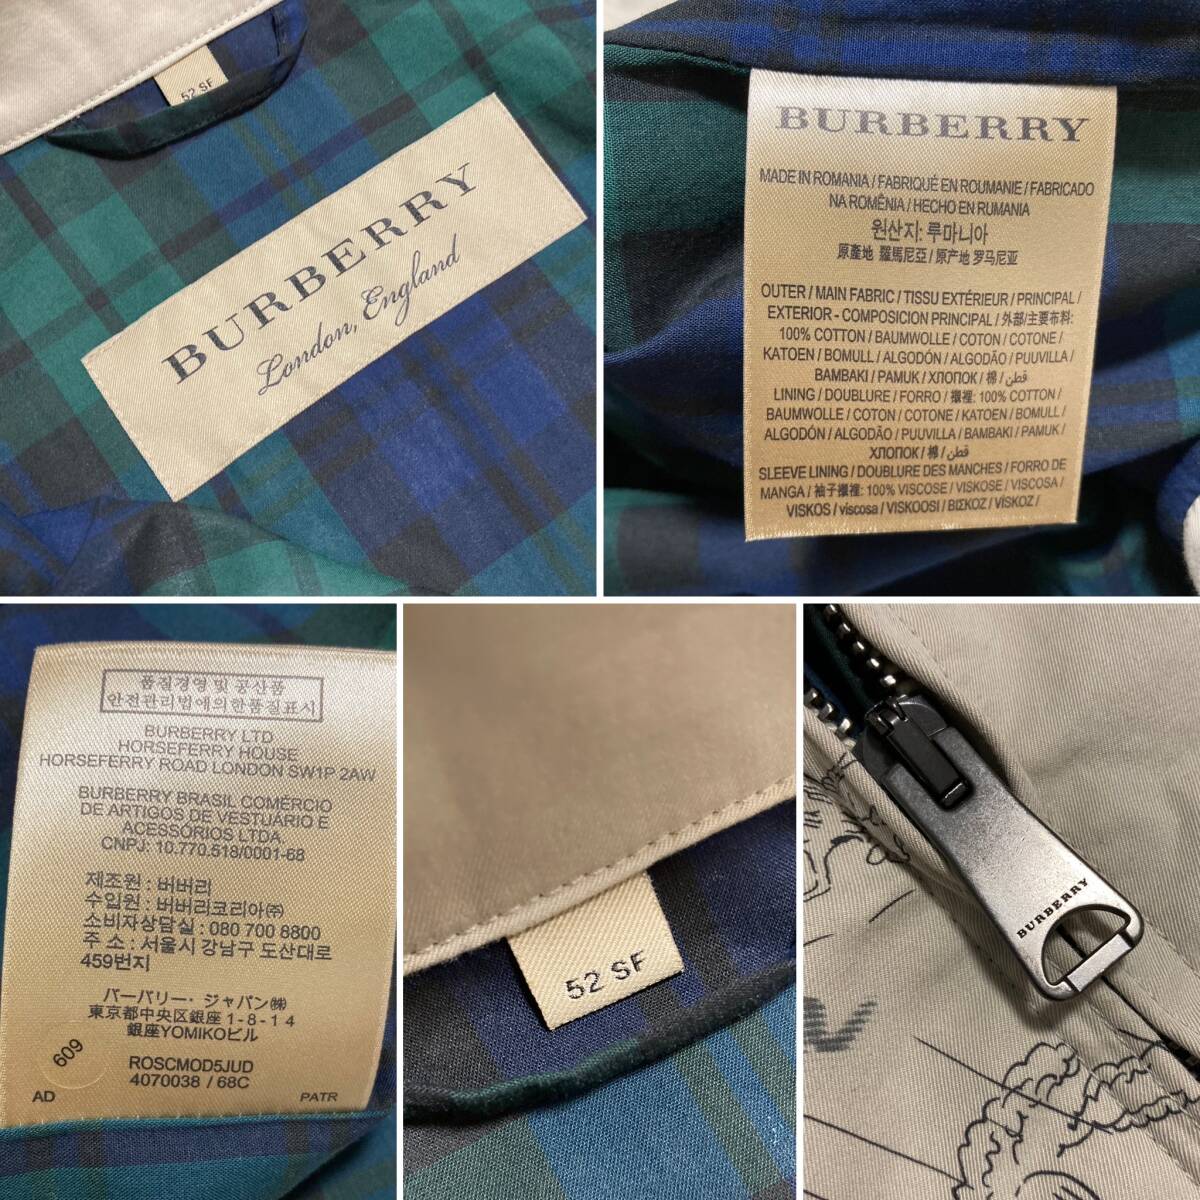 52 SF
BURBERRY
London, England
BURBERRY
MADE IN ROMANIA / FABRIQUÉ EN ROUMANIE / FABRICADO
NA ROMÊNIA / HECHO EN RUMANIA
원산지: 루마니아
原產地 羅馬尼亞 / 原产地 罗马尼亚
OUTER / MAIN FABRIC / TISSU EXTÉRIEUR / PRINCIPAL /
EXTERIOR - COMPOSICION PRINCIPAL / 外部/主要布料:
100% COTTON / BAUMWOLLE / COTON / COTONE /
KATOEN / BOMULL / ALGODÓN / ALGODÃO / PUUVILLA /
BAMBAKI / PAMUK / ХЛОПОК / 棉 / قطن /
LINING / DOUBLURE / FORRO / 襯裡: 100% COTTON /
BAUMWOLLE / COTON / COTONE / KATOEN / BOMULL /
ALGODÓN / ALGODÃO / PUUVILLA / BAMBAKI / PAMUK /
ХЛОПОК / 棉 / قطن /
SLEEVE LINING / DOUBLURE DES MANCHES / FORRO DE
MANGA / 袖子襯裡: 100% VISCOSE / VISKOSE / VISCOSA /
VISKOS / viscosa / VISKOOSI / ΒΙΣΚΟΖ / VİSKOZ /
품질경영 및 공산품
안전관리법에의한품질표시
BURBERRY LTD
HORSEFERRY HOUSE
HORSEFERRY ROAD LONDON SW1P 2AW
BURBERRY BRASIL COMÉRCIO
DE ARTIGOS DE VESTUÁRIO E
ACESSÓRIOS LTDA
CNPJ: 10.770.518/0001-68
제조원 : 버버리
수입원 : 버버리코리아㈜
소비자상담실 : 080 700 8800
주 소 : 서울시 강남구 도산대로
459번지
バーバリー・ジャパン㈱
東京都中央区銀座 1 - 8 - 1 4
銀座YOMIKOビル
609
ROSCMOD5JUD
4070038 / 68C
AD
PATR
52 SF
BURBERRY